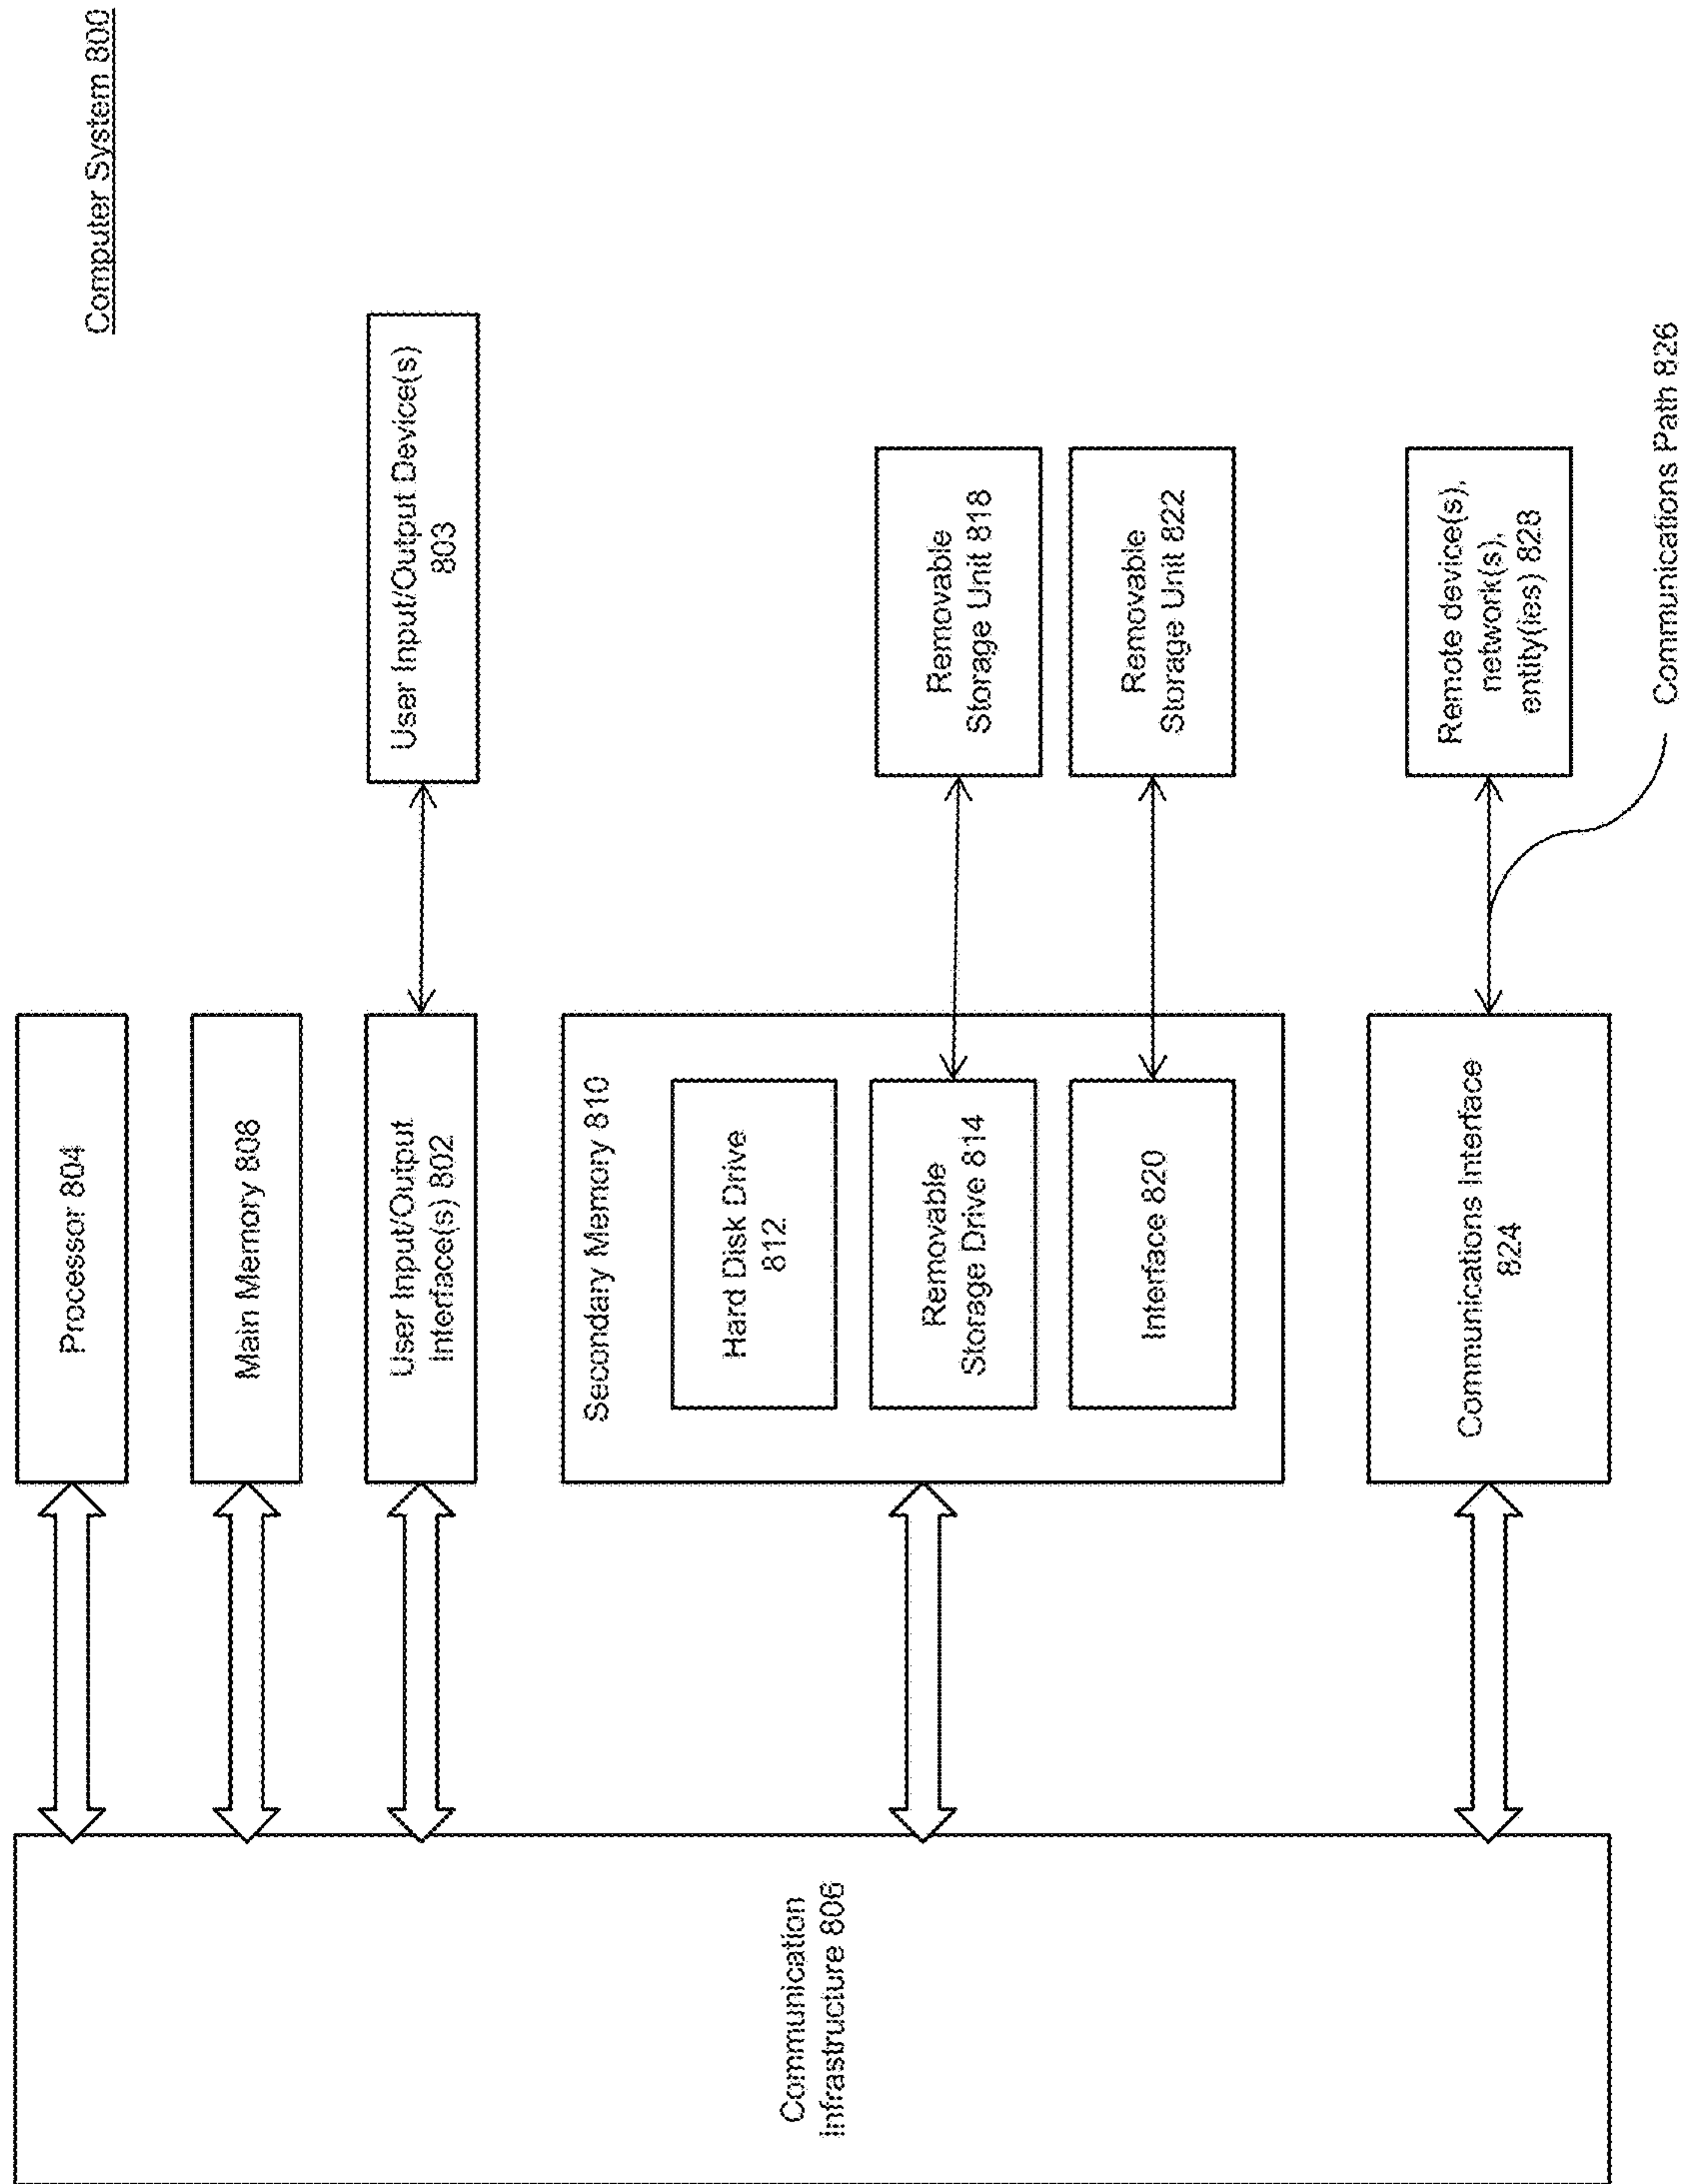 Computer System 800
Processor 804
Main Memory 808
User Input/Output
Interface(s) 802
User Input/Output Device(s)
803
Secondary Memory 810
Hard Disk Drive
812
Removable
Storage Drive 814
Removable
Storage Unit 818
Interface 820
Removable
Storage Unit 822
Communication
Infrastructure 806
Communications Interface
824
Remote device(s),
network(s),
entity(ies) 828
Communications Path 826